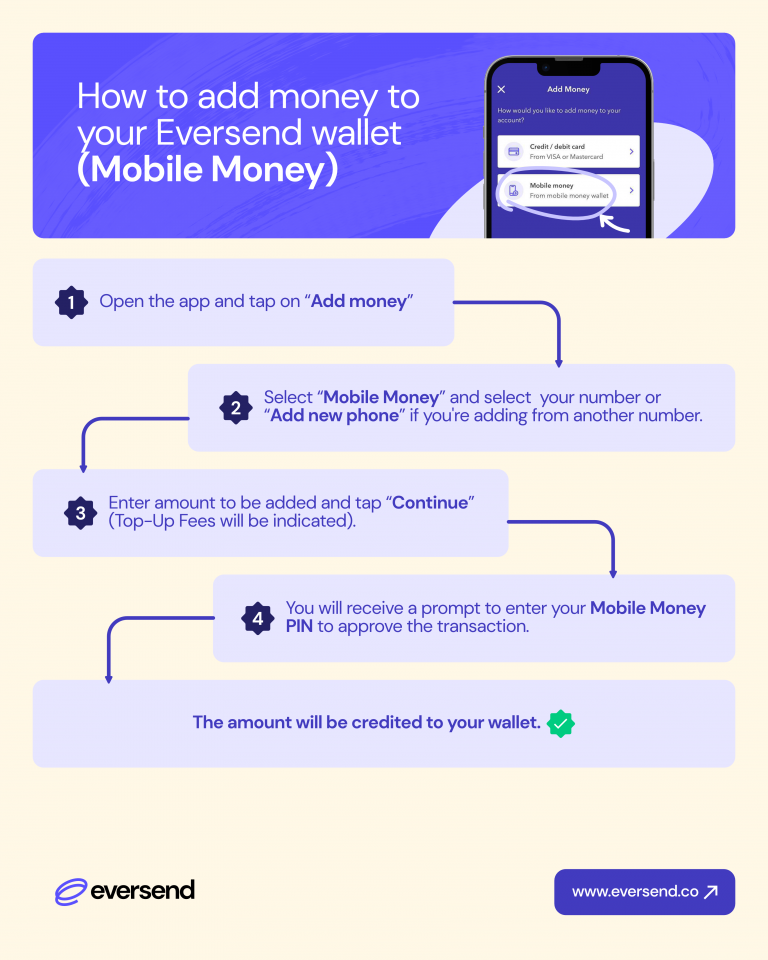 How to add money to
your Eversend wallet
(Mobile Money)
Add Money
How would you like to add money to your
account?
Credit / debit card
From VISA or Mastercard
Mobile money
From mobile money wallet
1
Open the app and tap on “Add money”
2
Select “Mobile Money” and select your number or
“Add new phone” if you're adding from another number.
3
Enter amount to be added and tap “Continue”
(Top-Up Fees will be indicated).
4
You will receive a prompt to enter your Mobile Money
PIN to approve the transaction.
The amount will be credited to your wallet.
eversend
www.eversend.co